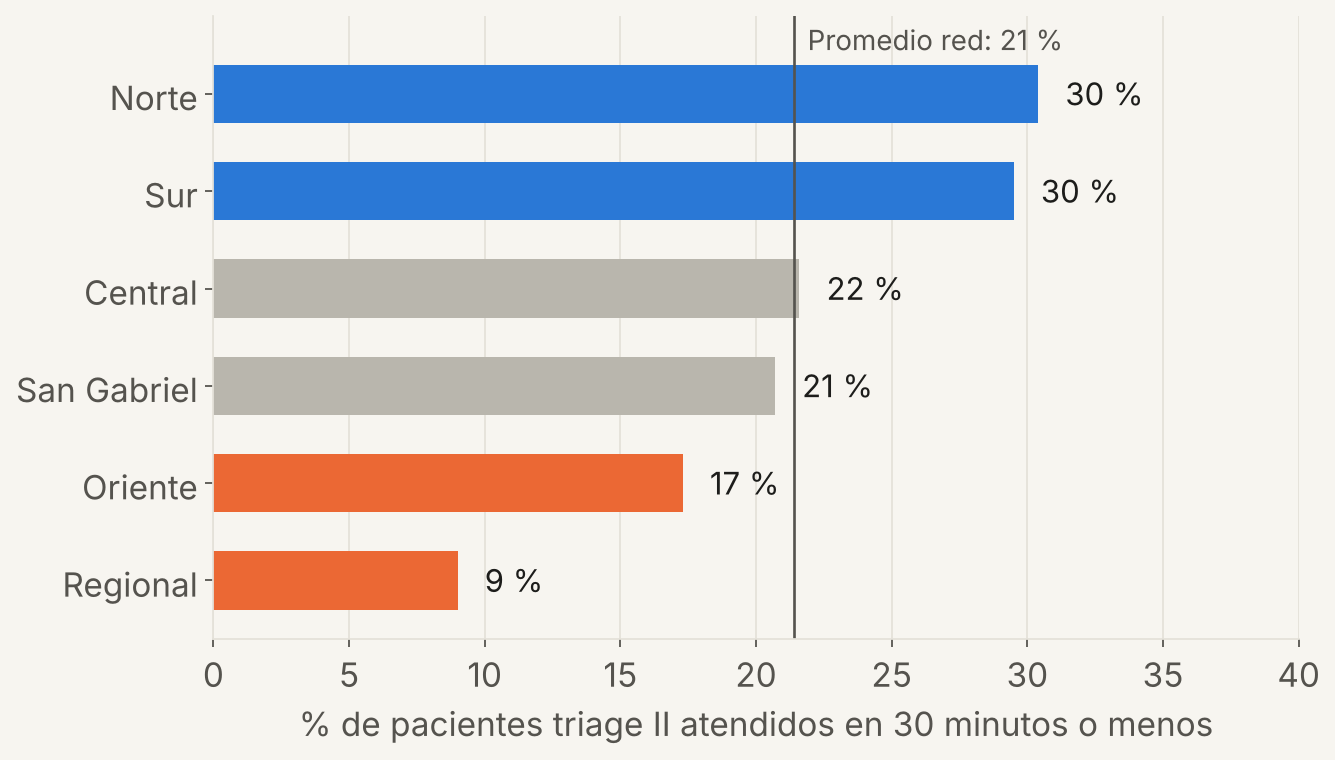 Promedio red: 21 %
Norte 30 %
Sur 30 %
Central 22 %
San Gabriel 21 %
Oriente 17 %
Regional 9 %
0 5 10 15 20 25 30 35 40
% de pacientes triage II atendidos en 30 minutos o menos